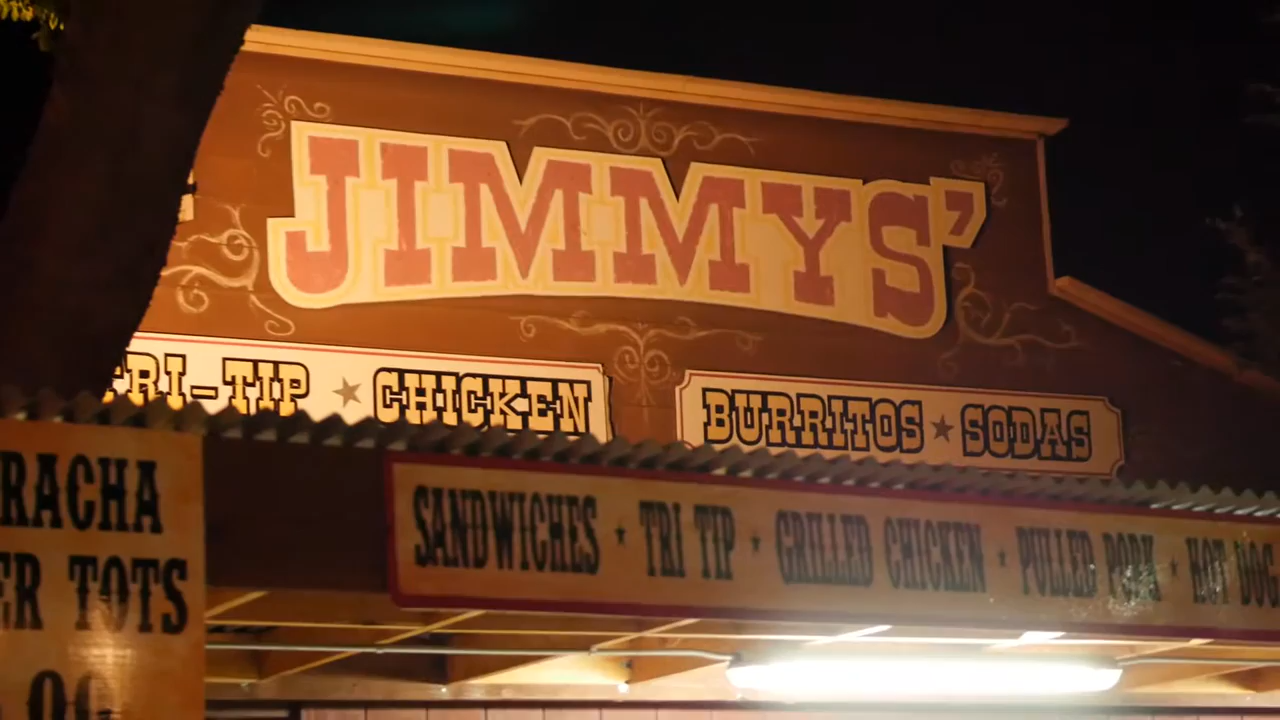 JIMMYS'
TRI-TIP ★ CHICKEN
BURRITOS ★ SODAS
SANDWICHES ★ TRI TIP ★ GRILLED CHICKEN ★ PULLED PORK ★ HOT DOG
RACHA
ER TOTS